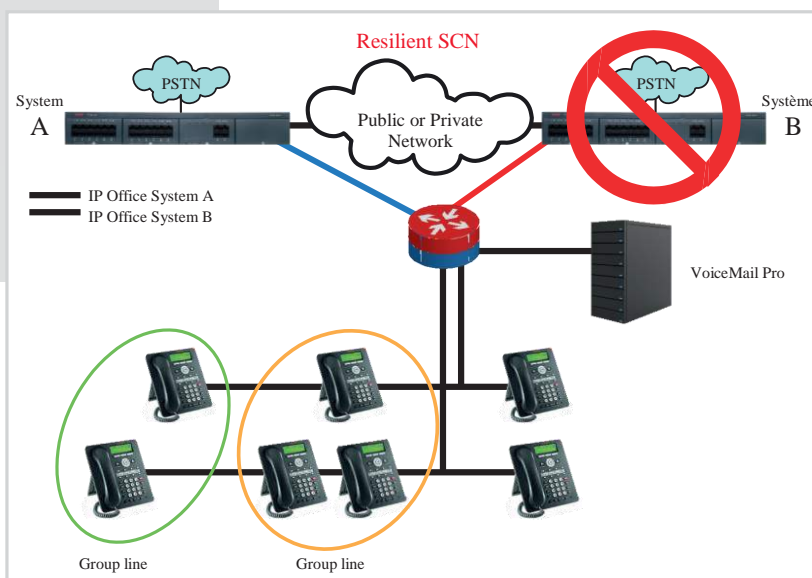 Resilient SCN
PSTN
PSTN
System
A
Système
B
Public or Private
Network
IP Office System A
IP Office System B
VoiceMail Pro
Group line
Group line